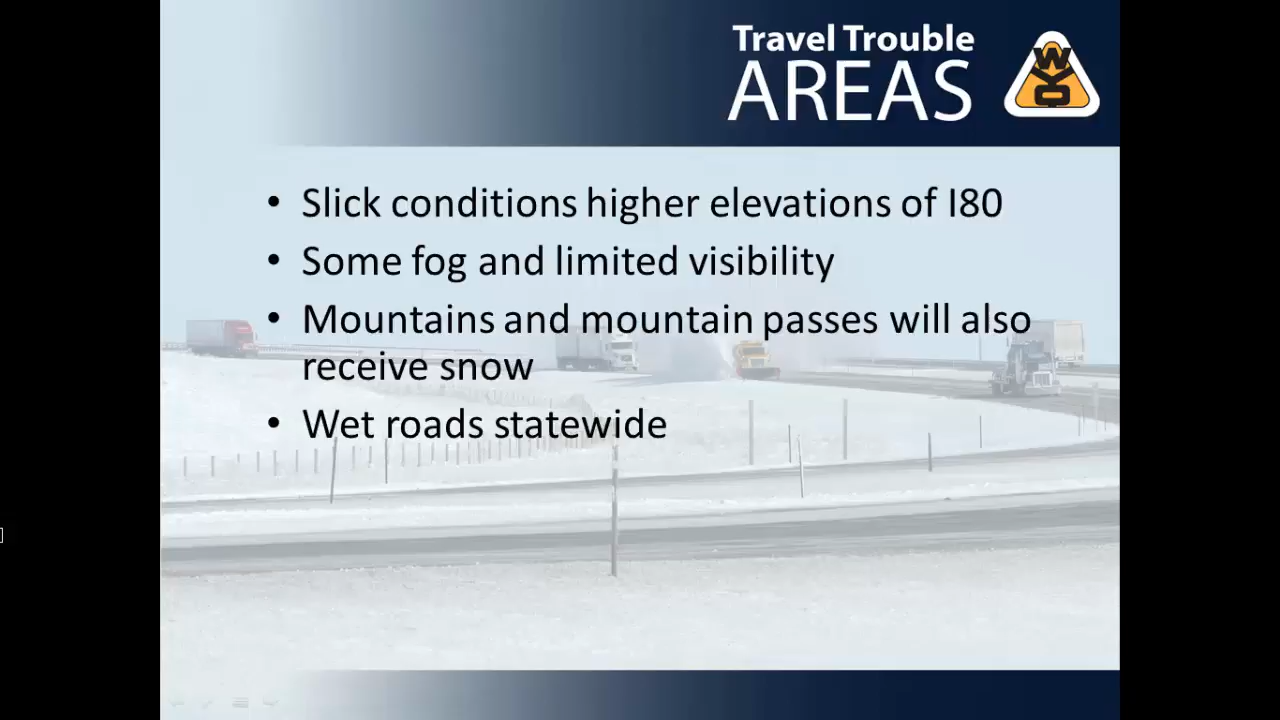 Travel Trouble
AREAS
WYO
• Slick conditions higher elevations of I80
• Some fog and limited visibility
• Mountains and mountain passes will also
receive snow
• Wet roads statewide